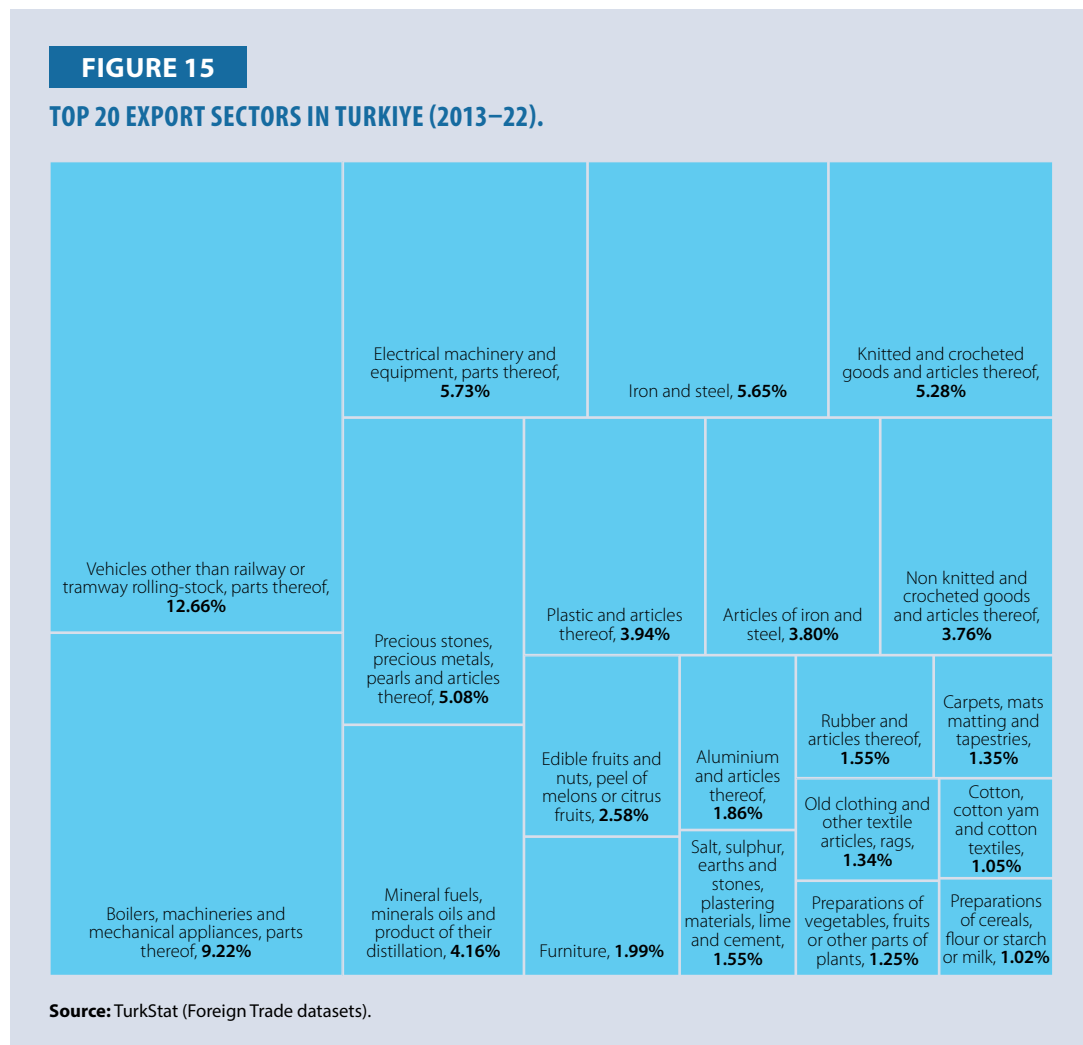 FIGURE 15
TOP 20 EXPORT SECTORS IN TURKIYE (2013–22).
Vehicles other than railway or
tramway rolling-stock, parts thereof,
12.66%
Boilers, machineries and
mechanical appliances, parts
thereof, 9.22%
Electrical machinery and
equipment, parts thereof,
5.73%
Iron and steel, 5.65%
Knitted and crocheted
goods and articles thereof,
5.28%
Precious stones,
precious metals,
pearls and articles
thereof, 5.08%
Mineral fuels,
minerals oils and
product of their
distillation, 4.16%
Plastic and articles
thereof, 3.94%
Articles of iron and
steel, 3.80%
Non knitted and
crocheted goods
and articles thereof,
3.76%
Edible fruits and
nuts, peel of
melons or citrus
fruits, 2.58%
Furniture, 1.99%
Aluminium
and articles
thereof,
1.86%
Salt, sulphur,
earths and
stones,
plastering
materials, lime
and cement,
1.55%
Rubber and
articles thereof,
1.55%
Carpets, mats
matting and
tapestries,
1.35%
Old clothing and
other textile
articles, rags,
1.34%
Cotton,
cotton yam
and cotton
textiles,
1.05%
Preparations of
vegetables, fruits
or other parts of
plants, 1.25%
Preparations
of cereals,
flour or starch
or milk, 1.02%
Source: TurkStat (Foreign Trade datasets).